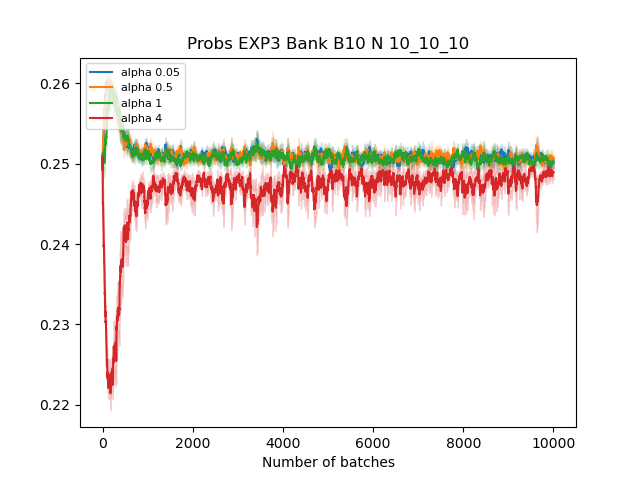 Probs EXP3 Bank B10 N 10_10_10
alpha 0.05
alpha 0.5
alpha 1
alpha 4
0.26
0.25
0.24
0.23
0.22
0 2000 4000 6000 8000 10000
Number of batches